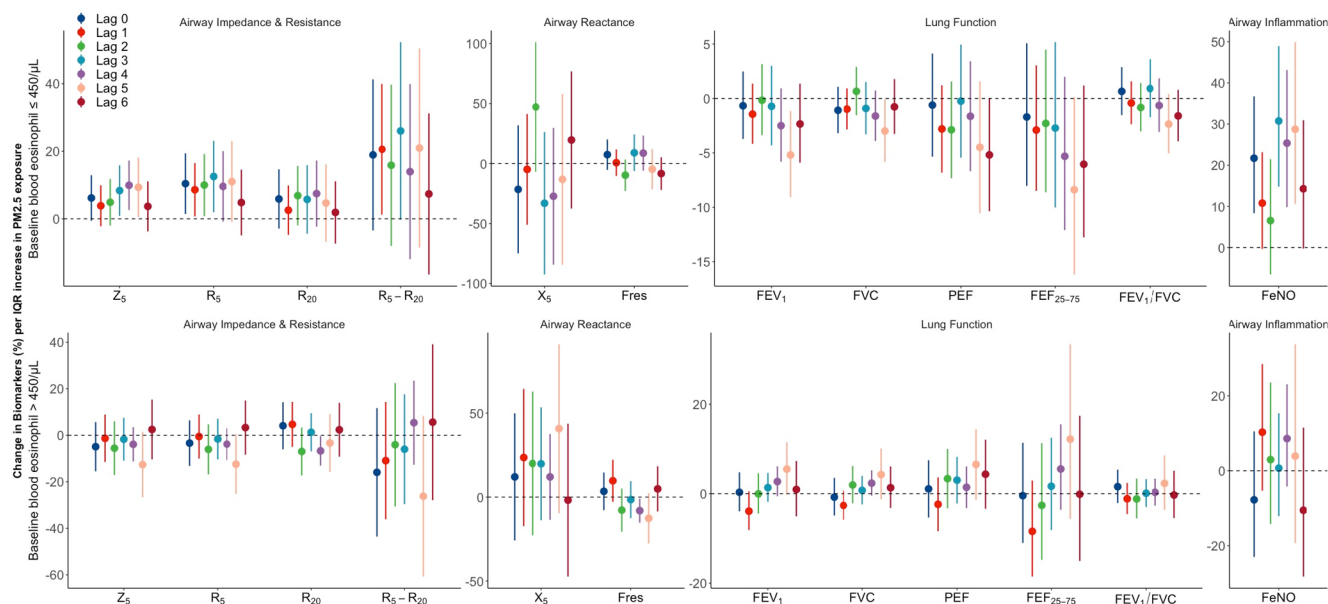 Lag 0
Lag 1
Lag 2
Lag 3
Lag 4
Lag 5
Lag 6
Change in Biomarkers (%) per IQR increase in PM2.5 exposure
Baseline blood eosinophil ≤ 450/μL
Airway Impedance & Resistance
40
20
0
Z₅ R₅ R₂₀ R₅ – R₂₀
Airway Reactance
100
50
0
-50
-100
X₅ Fres
Lung Function
5
0
-5
-10
-15
FEV₁ FVC PEF FEF₂₅₋₇₅ FEV₁/FVC
Airway Inflammation
50
40
30
20
10
0
FeNO
Baseline blood eosinophil > 450/μL
Airway Impedance & Resistance
40
20
0
-20
-40
-60
Z₅ R₅ R₂₀ R₅ – R₂₀
Airway Reactance
50
0
-50
X₅ Fres
Lung Function
20
0
-20
FEV₁ FVC PEF FEF₂₅₋₇₅ FEV₁/FVC
Airway Inflammation
20
0
-20
FeNO